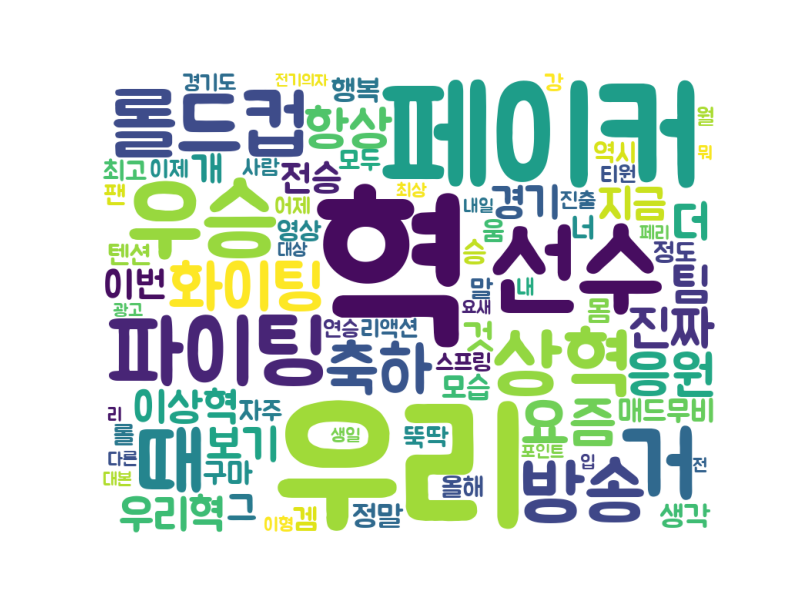 경기도 전기의자 행복 강
롤드컵 항상 페이커 월
최고 이제 개 사람 전승 모두 역시 뭐
팬 우승 어제 최상 내일 경기 진출 지금 티원
텐션 영상 혁 움 너 페리 더
이번 화이팅 대상 승 선수 정도
광고 말 내 요새 몸 팀
파이팅 연승 리액션 것 진짜
축하 스프링 상혁 응원
이상혁 자주 모습 매드무비
리 롤 때 보기 생일 우리 뚝딱 요즘 거
다른 구마 포인트 입 전
대본 올해 방송
우리혁 그 이형 겜 정말 생각